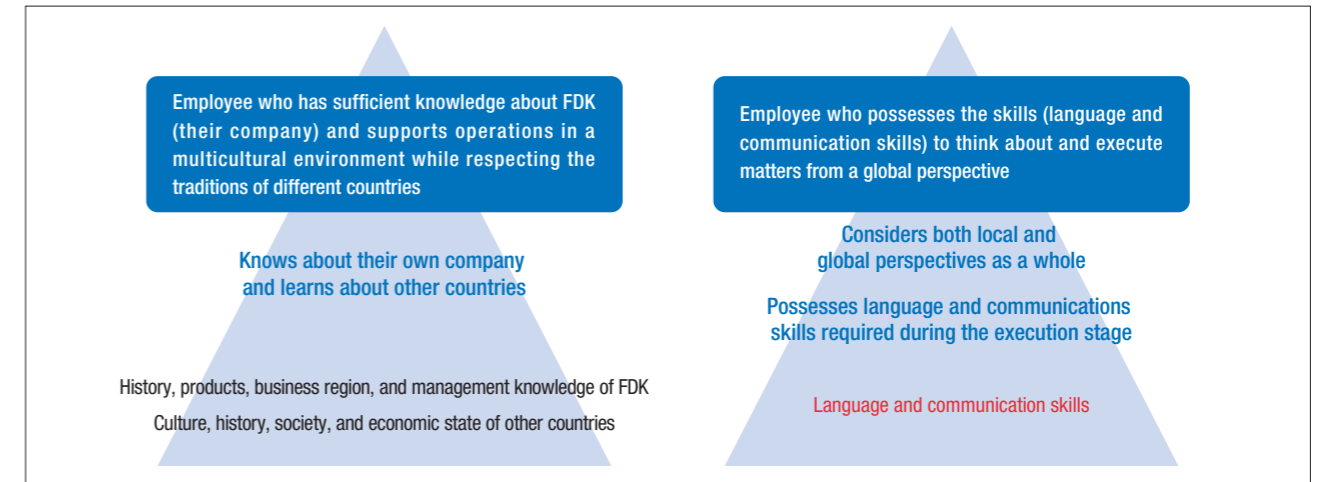 Employee who has sufficient knowledge about FDK
(their company) and supports operations in a
multicultural environment while respecting the
traditions of different countries
Knows about their own company
and learns about other countries
History, products, business region, and management knowledge of FDK
Culture, history, society, and economic state of other countries
Employee who possesses the skills (language and
communication skills) to think about and execute
matters from a global perspective
Considers both local and
global perspectives as a whole
Possesses language and communications
skills required during the execution stage
Language and communication skills